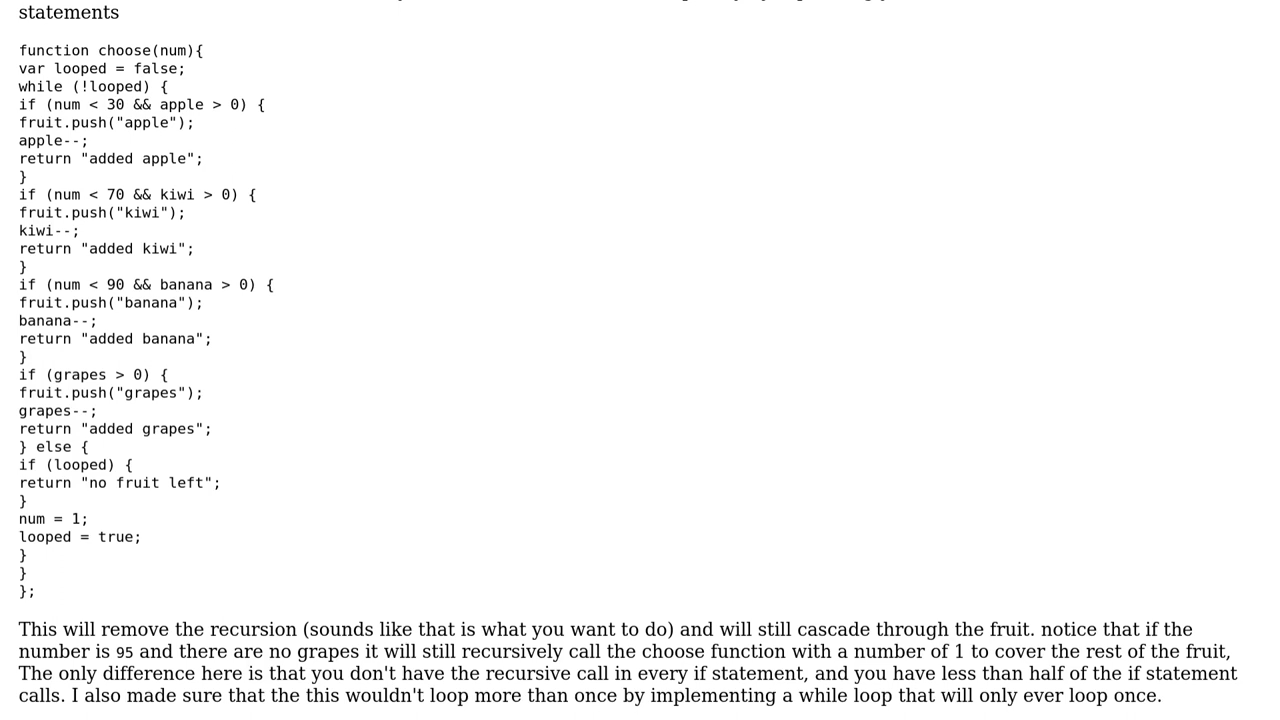 statements
function choose(num){
var looped = false;
while (!looped) {
if (num < 30 && apple > 0) {
fruit.push("apple");
apple--;
return "added apple";
}
if (num < 70 && kiwi > 0) {
fruit.push("kiwi");
kiwi--;
return "added kiwi";
}
if (num < 90 && banana > 0) {
fruit.push("banana");
banana--;
return "added banana";
}
if (grapes > 0) {
fruit.push("grapes");
grapes--;
return "added grapes";
} else {
if (looped) {
return "no fruit left";
}
num = 1;
looped = true;
}
}
};
This will remove the recursion (sounds like that is what you want to do) and will still cascade through the fruit. notice that if the
number is 95 and there are no grapes it will still recursively call the choose function with a number of 1 to cover the rest of the fruit,
The only difference here is that you don't have the recursive call in every if statement, and you have less than half of the if statement
calls. I also made sure that the this wouldn't loop more than once by implementing a while loop that will only ever loop once.